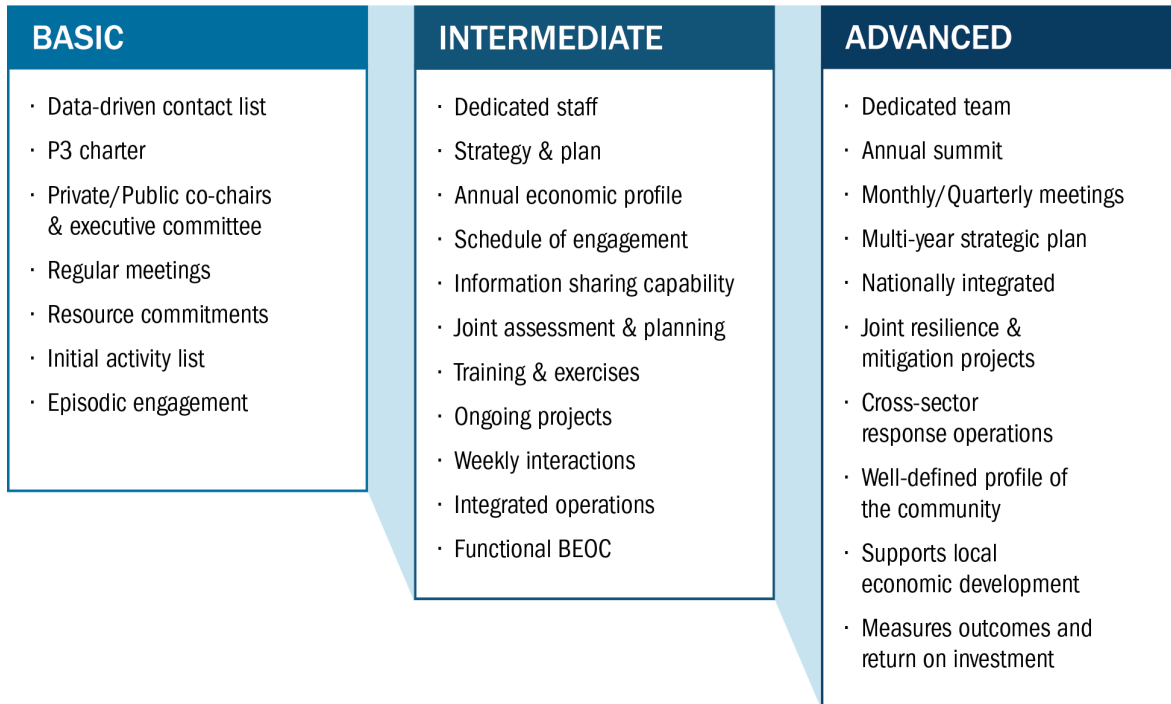 BASIC
· Data-driven contact list
· P3 charter
· Private/Public co-chairs
& executive committee
· Regular meetings
· Resource commitments
· Initial activity list
· Episodic engagement
INTERMEDIATE
· Dedicated staff
· Strategy & plan
· Annual economic profile
· Schedule of engagement
· Information sharing capability
· Joint assessment & planning
· Training & exercises
· Ongoing projects
· Weekly interactions
· Integrated operations
· Functional BEOC
ADVANCED
· Dedicated team
· Annual summit
· Monthly/Quarterly meetings
· Multi-year strategic plan
· Nationally integrated
· Joint resilience &
mitigation projects
· Cross-sector
response operations
· Well-defined profile of
the community
· Supports local
economic development
· Measures outcomes and
return on investment